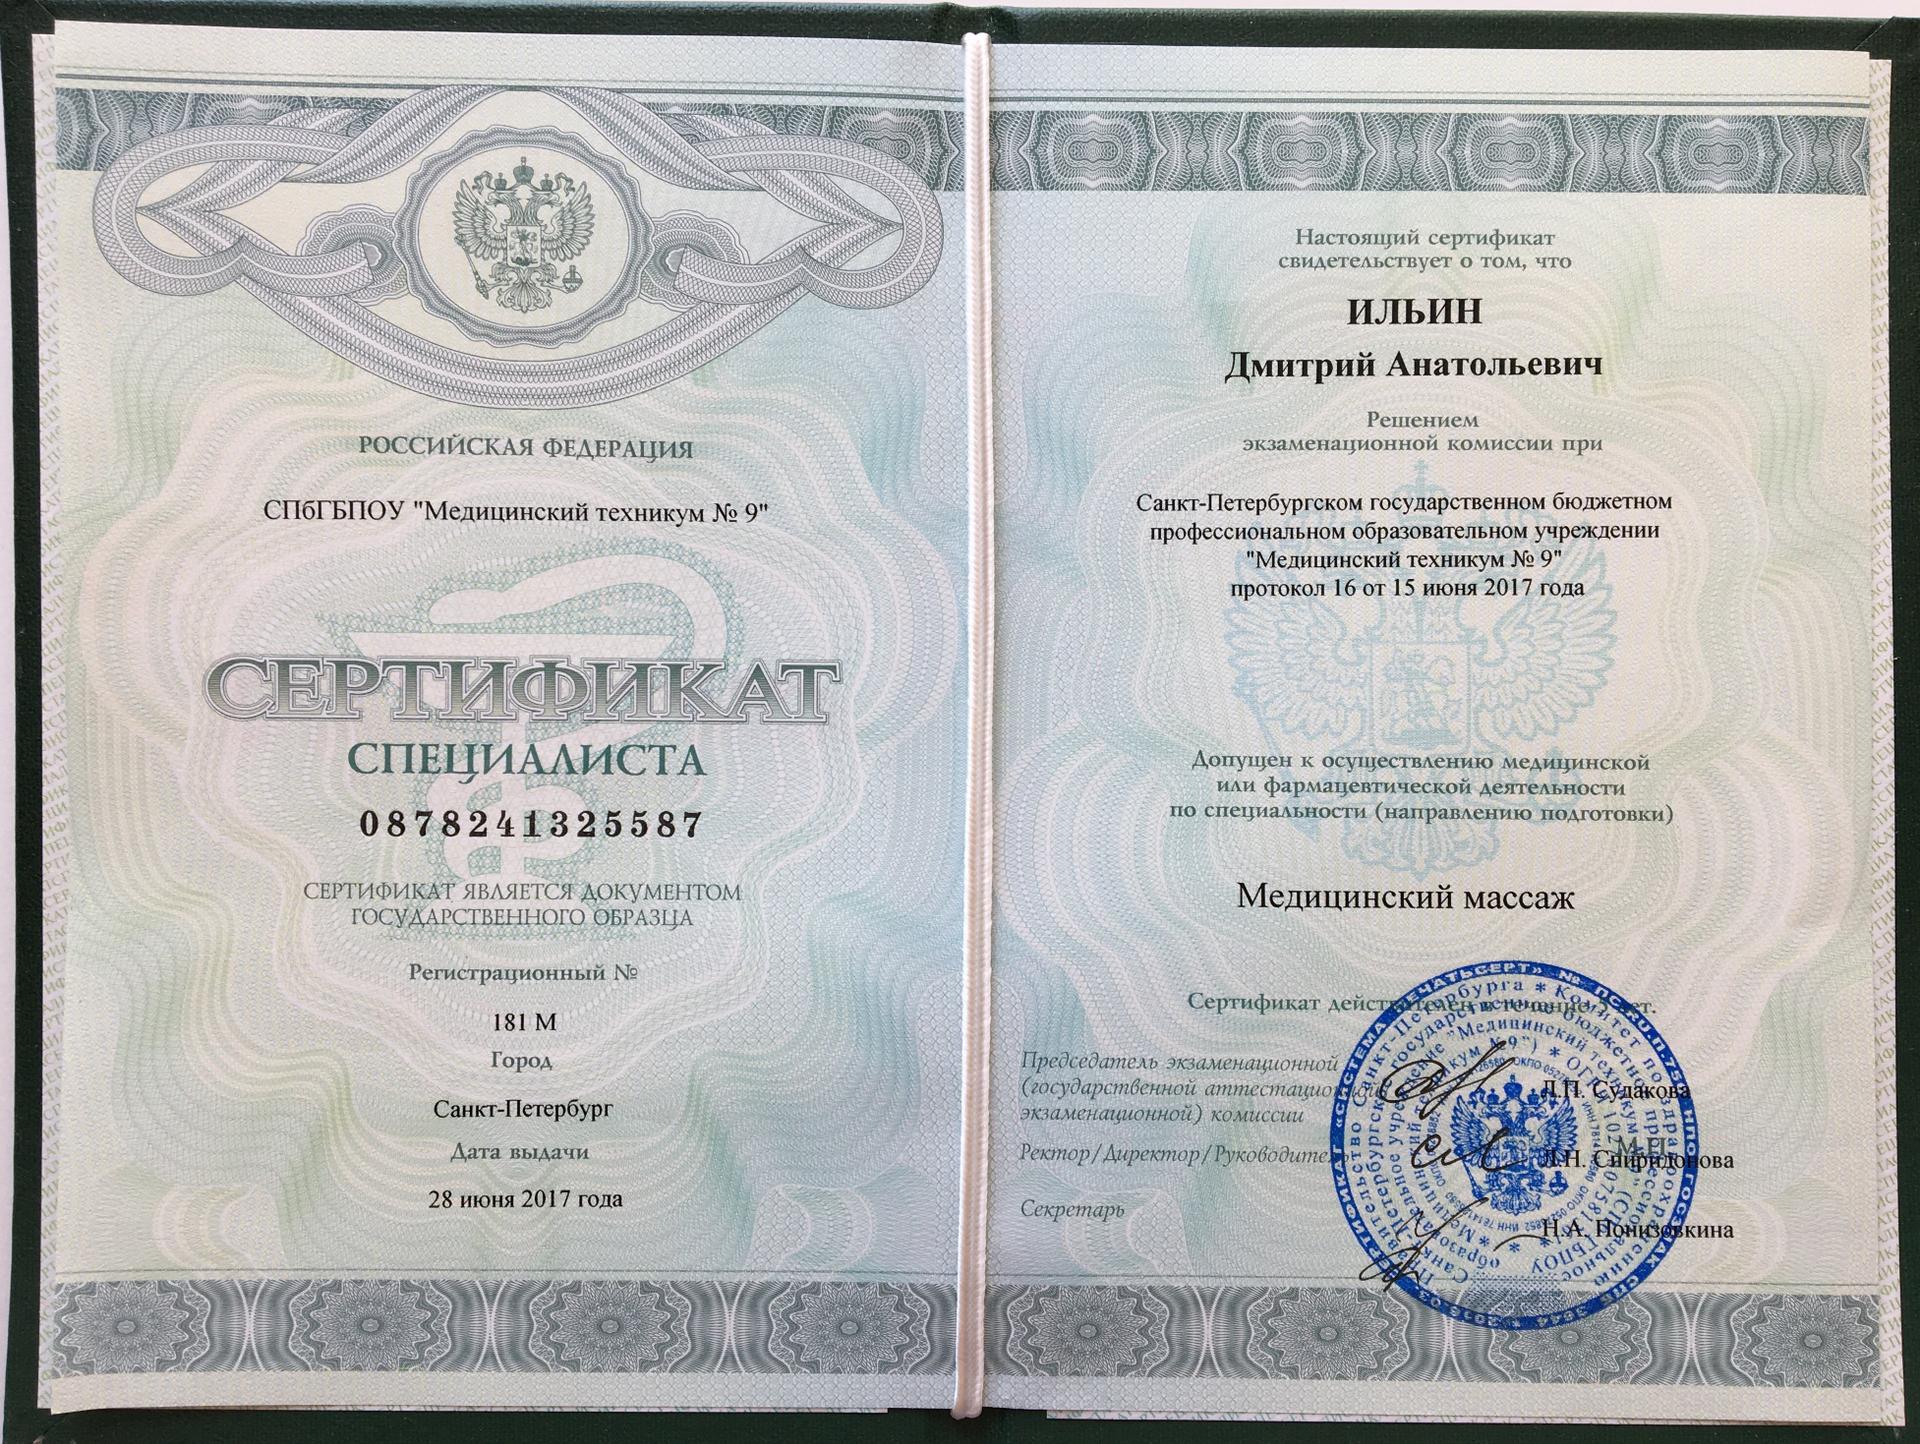 РОССИЙСКАЯ ФЕДЕРАЦИЯ
СПбГБПОУ "Медицинский техникум № 9"
СЕРТИФИКАТ
СПЕЦИАЛИСТА
0878241325587
СЕРТИФИКАТ ЯВЛЯЕТСЯ ДОКУМЕНТОМ
ГОСУДАРСТВЕННОГО ОБРАЗЦА
Регистрационный №
181 М
Город
Санкт-Петербург
Дата выдачи
28 июня 2017 года
Настоящий сертификат
свидетельствует о том, что
ИЛЬИН
Дмитрий Анатольевич
Решением
экзаменационной комиссии при
Санкт-Петербургском государственном бюджетном
профессиональном образовательном учреждении
"Медицинский техникум № 9"
протокол 16 от 15 июня 2017 года
Допущен к осуществлению медицинской
или фармацевтической деятельности
по специальности (направлению подготовки)
Медицинский массаж
Сертификат действителен в течение 5 лет.
Председатель экзаменационной
(государственной аттестационной
экзаменационной) комиссии
Л.П. Судакова
М.П.
Ректор/Директор/Руководитель
Л.Н. Спиридонова
Секретарь
Н.А. Понизовкина